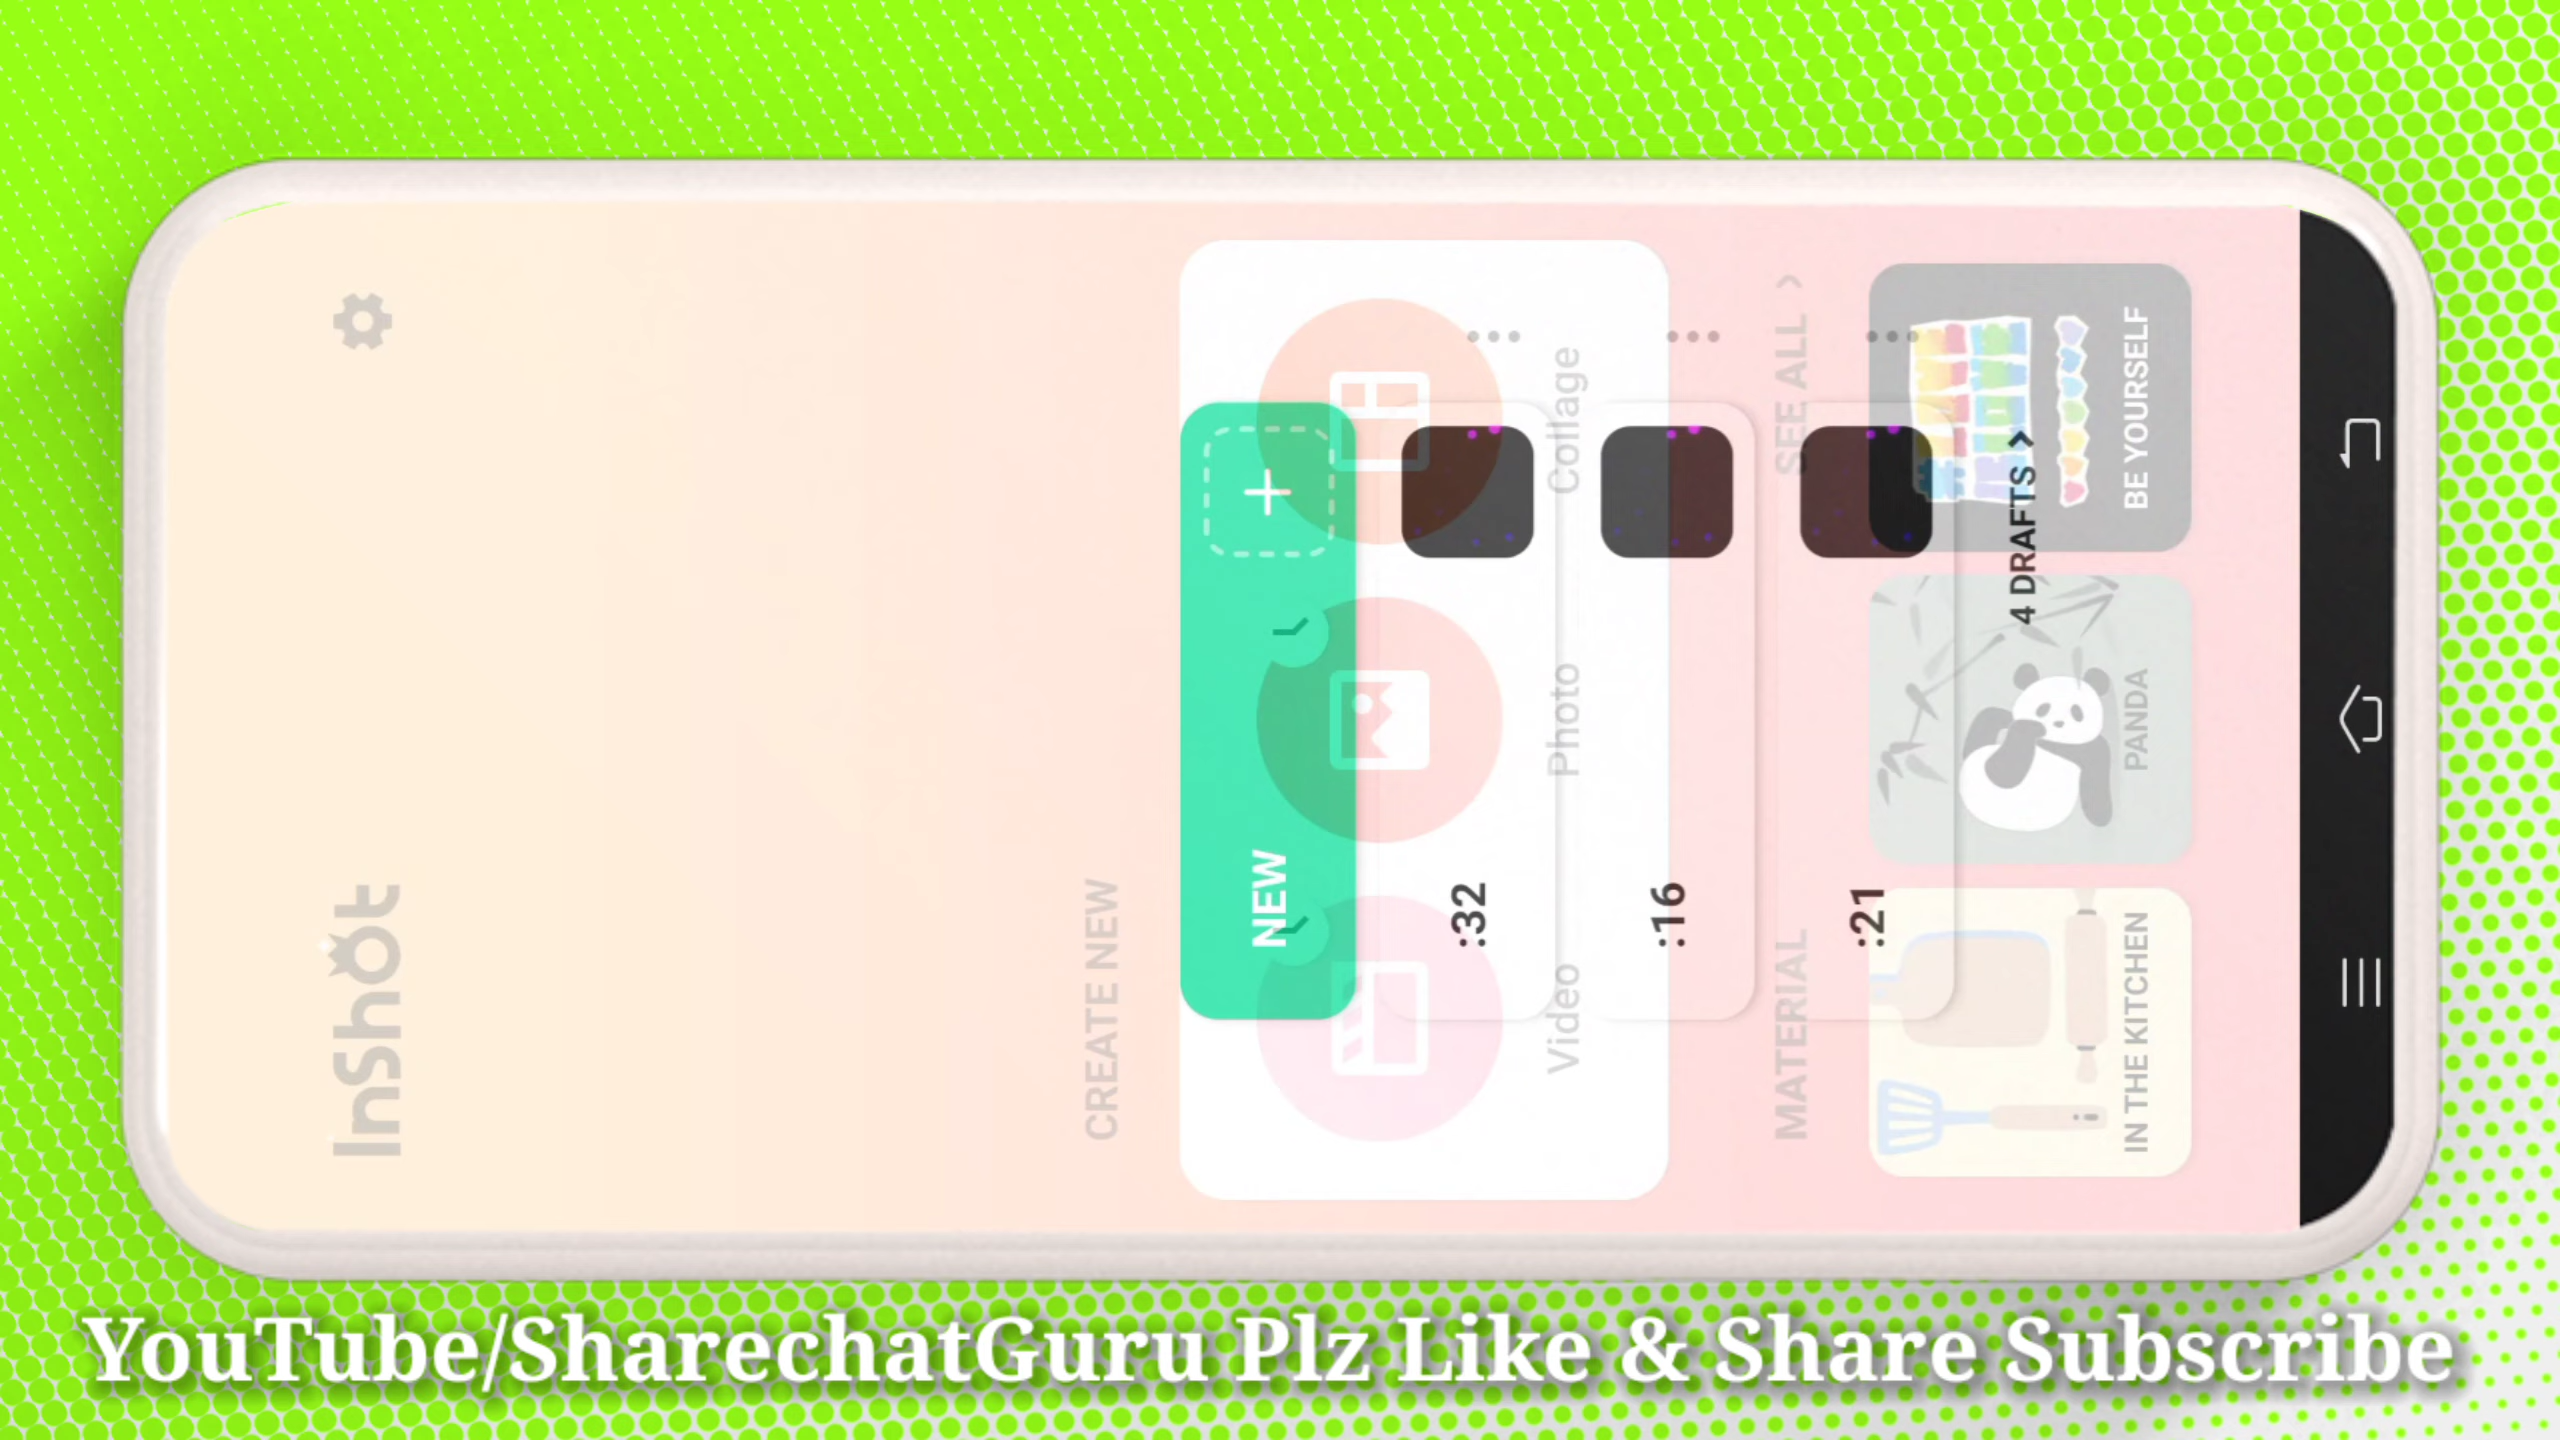 InShot
CREATE NEW
NEW
Video
Photo
Collage
:32
:16
:21
MATERIAL
SEE ALL >
4 DRAFTS >
IN THE KITCHEN
PANDA
BE YOURSELF
YouTube/SharechatGuru Plz Like & Share Subscribe